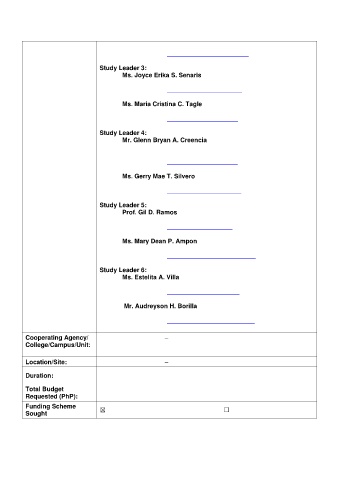 Study Leader 3:
Ms. Joyce Erika S. Senaris
Ms. Maria Cristina C. Tagle
Study Leader 4:
Mr. Glenn Bryan A. Creencia
Ms. Gerry Mae T. Silvero
Study Leader 5:
Prof. Gil D. Ramos
Ms. Mary Dean P. Ampon
Study Leader 6:
Ms. Estelita A. Villa
Mr. Audreyson H. Borilla
Cooperating Agency/
College/Campus/Unit: –
Location/Site: –
Duration:
Total Budget
Requested (PhP):
Funding Scheme
Sought ☒ ☐